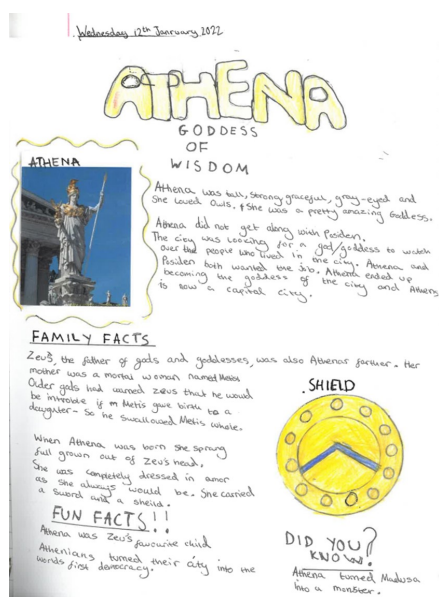 Wednesday 12th Janruary 2022
ATHENA
GODDESS
OF
WISDOM
ATHENA
Athena was tall, strong graceful, gray-eyed and
She loved Owls. She was a pretty amazing Goddess.
Athena did not get along with Posiden.
The city was looking for a god/goddess to watch
over the people who lived in the city. Athena and
Posiden both wanted the job. Athena ended up
becoming the goddess of the city and Athens
is now a capital city.
FAMILY FACTS
Zeus, the father of gods and goddesses, was also Athenas farther. Her
mother was a mortal woman named Metis
Older gods had warned zeus that he would
be in trouble if m Metis gave birth to a
daughter - So he swallowed Metis whole.
When Athena was born she sprang
full grown out of Zeus head,
She was completely dressed in amor
as she always would be. She carried
a sword and a sheild.
SHIELD
FUN FACTS!!
Athena was Zeus favourite child
Athenians turned their city into the
worlds first democracy.
DID YOU
KNOW?
Athena turned Madusa
into a monster.